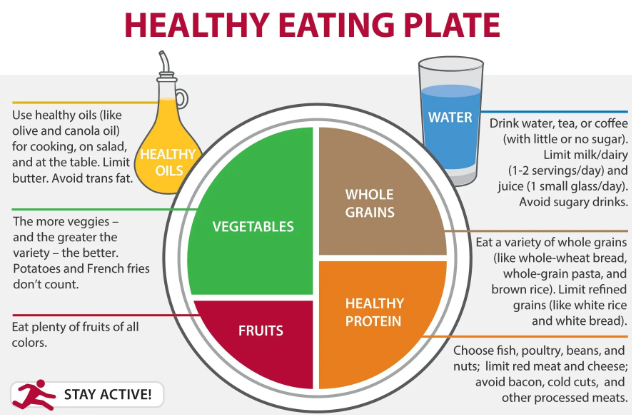 HEALTHY EATING PLATE
Use healthy oils (like
olive and canola oil)
for cooking, on salad,
and at the table. Limit
butter. Avoid trans fat.
HEALTHY
OILS
WATER
Drink water, tea, or coffee
(with little or no sugar).
Limit milk/dairy
(1-2 servings/day) and
juice (1 small glass/day).
Avoid sugary drinks.
The more veggies –
and the greater the
variety – the better.
Potatoes and French fries
don't count.
VEGETABLES
WHOLE
GRAINS
Eat a variety of whole grains
(like whole-wheat bread,
whole-grain pasta, and
brown rice). Limit refined
grains (like white rice
and white bread).
Eat plenty of fruits of all
colors.
FRUITS
HEALTHY
PROTEIN
Choose fish, poultry, beans, and
nuts; limit red meat and cheese;
avoid bacon, cold cuts, and
other processed meats.
STAY ACTIVE!